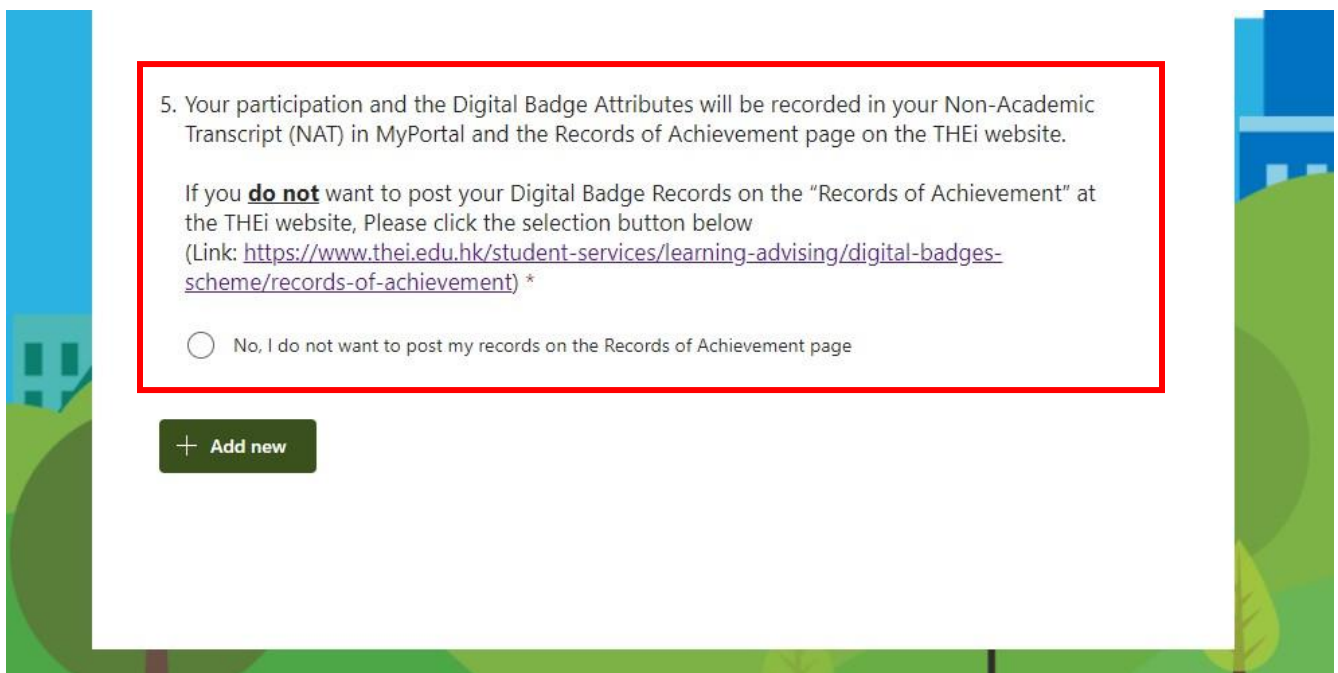 5. Your participation and the Digital Badge Attributes will be recorded in your Non-Academic
Transcript (NAT) in MyPortal and the Records of Achievement page on the THEi website.
If you do not want to post your Digital Badge Records on the “Records of Achievement” at
the THEi website, Please click the selection button below
(Link: https://www.thei.edu.hk/student-services/learning-advising/digital-badges-
scheme/records-of-achievement) *
No, I do not want to post my records on the Records of Achievement page
Add new